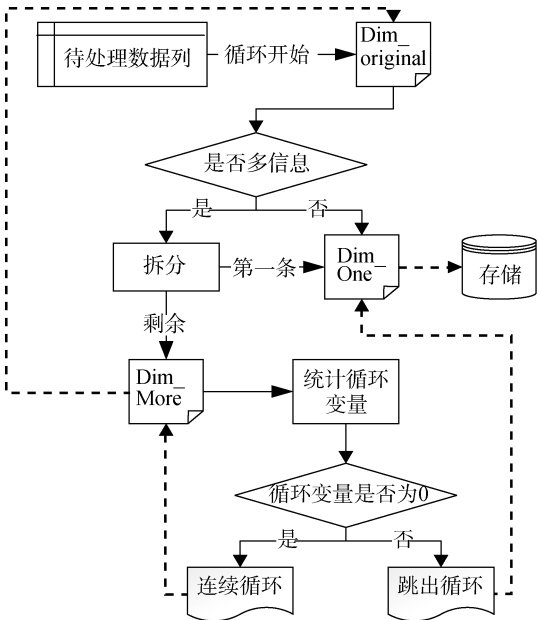 待处理数据列
循环开始
Dim_
original
是否多信息
是
否
拆分
第一条
Dim_
One_
存储
剩余
Dim_
More_
统计循环
变量
循环变量是否为0
是
否
连续循环
跳出循环